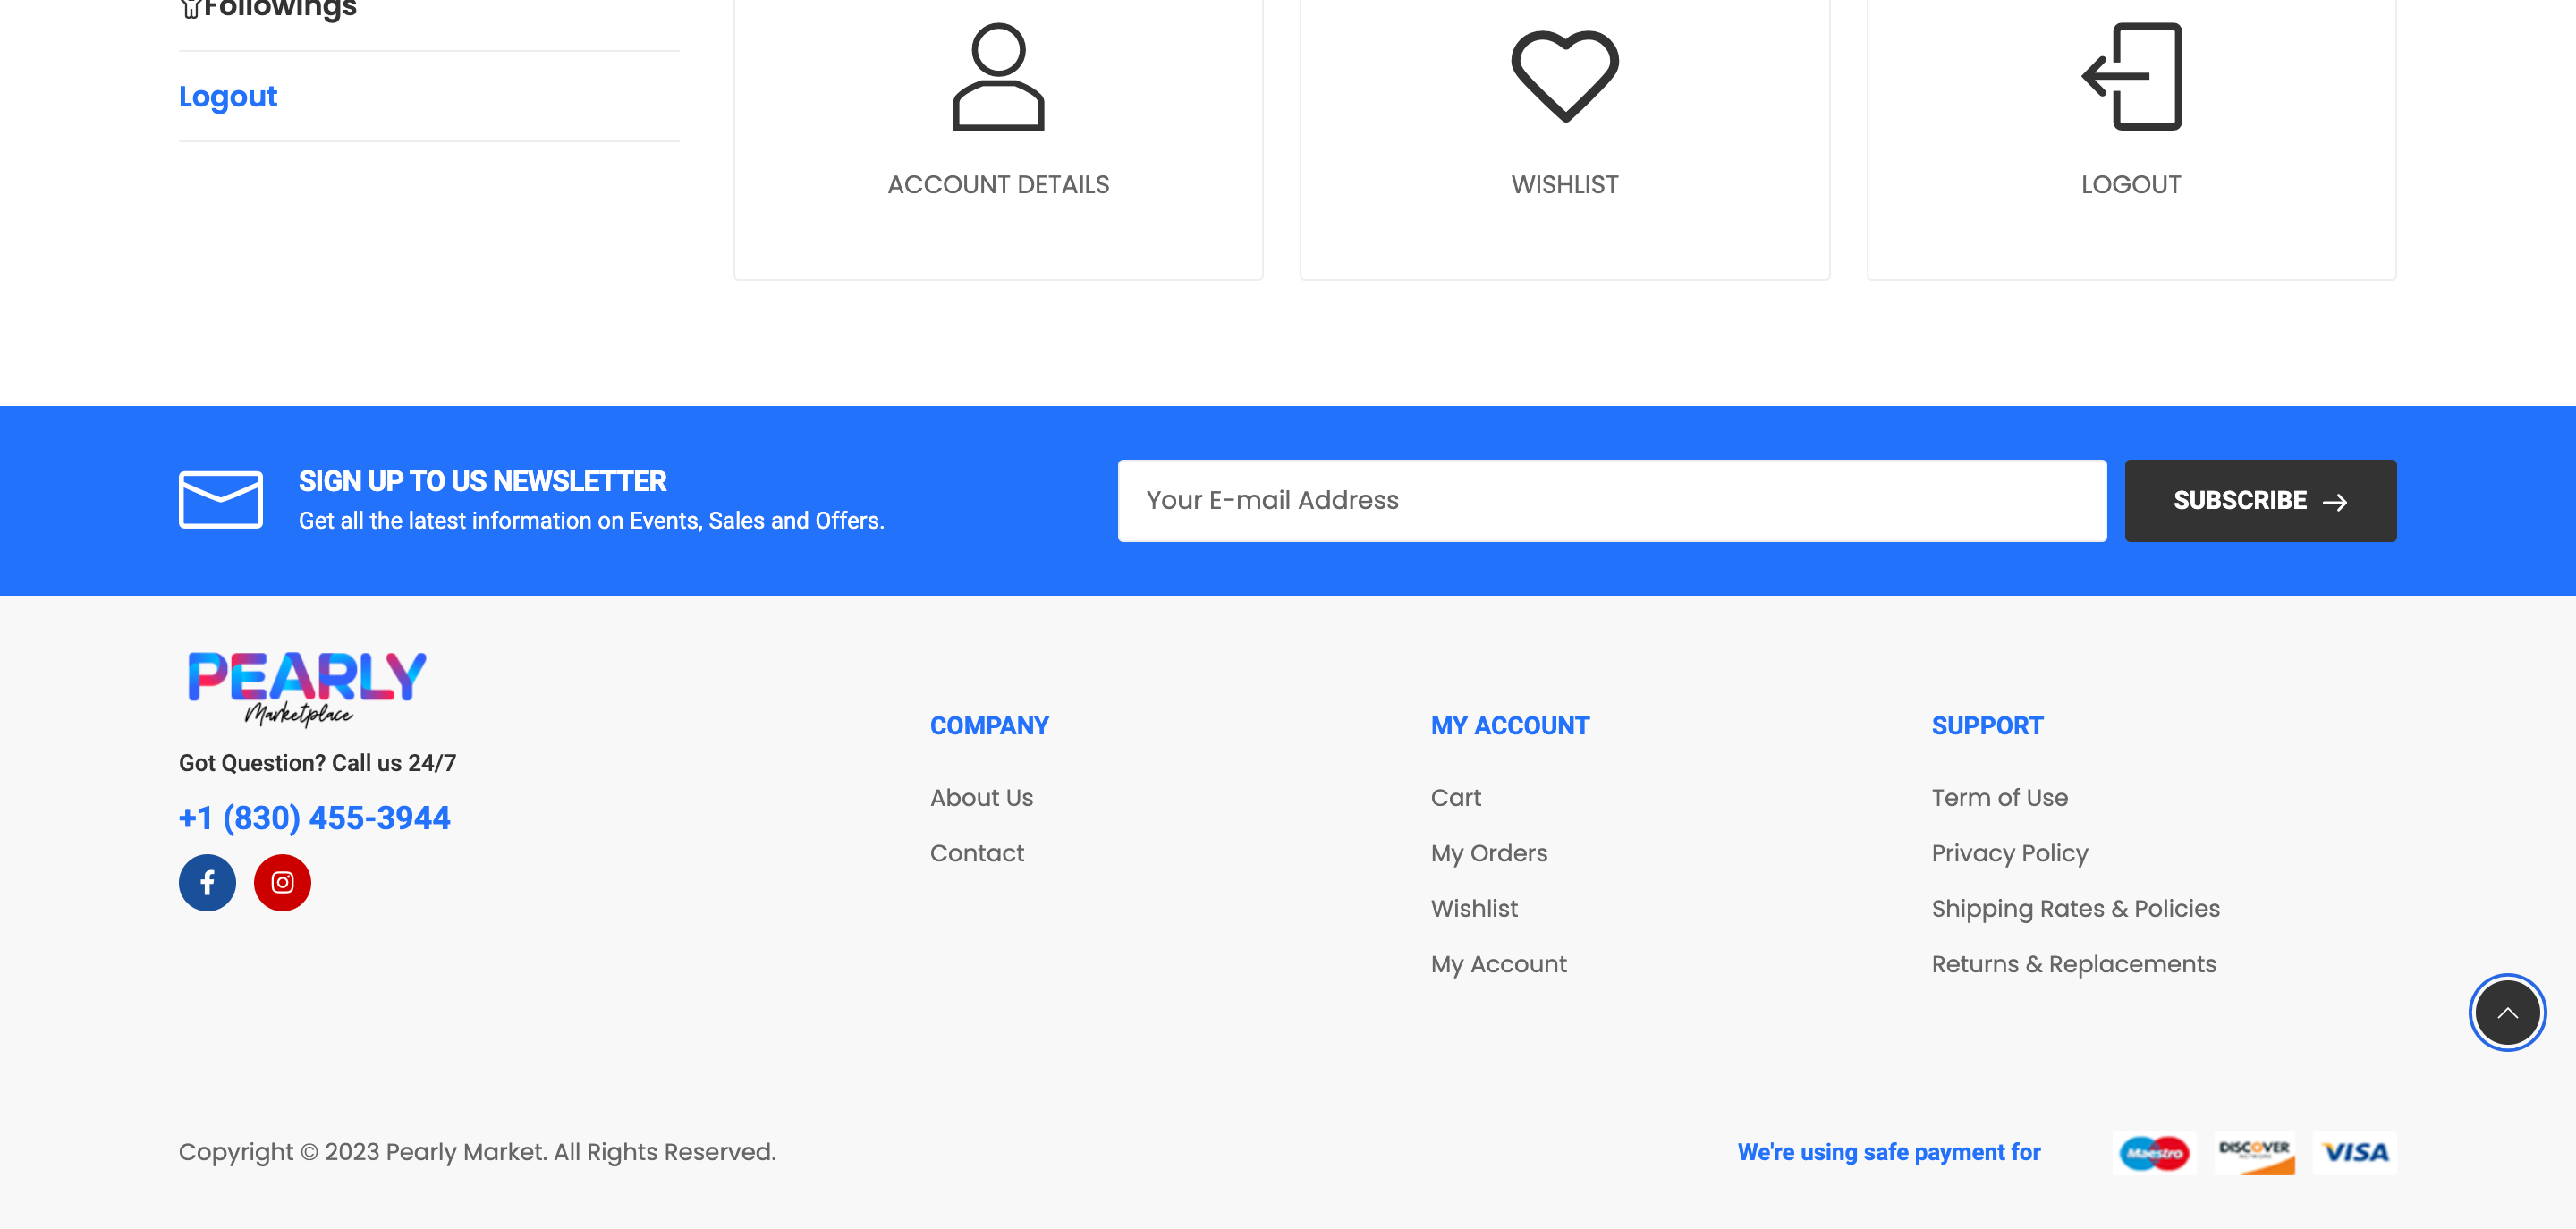 Followings
Logout
ACCOUNT DETAILS
WISHLIST
LOGOUT
SIGN UP TO US NEWSLETTER
Get all the latest information on Events, Sales and Offers.
Your E-mail Address
SUBSCRIBE
PEARLY
Marketplace
Got Question? Call us 24/7
+1 (830) 455-3944
COMPANY
About Us
Contact
MY ACCOUNT
Cart
My Orders
Wishlist
My Account
SUPPORT
Term of Use
Privacy Policy
Shipping Rates & Policies
Returns & Replacements
Copyright © 2023 Pearly Market. All Rights Reserved.
We're using safe payment for
Maestro
DISCOVER
VISA